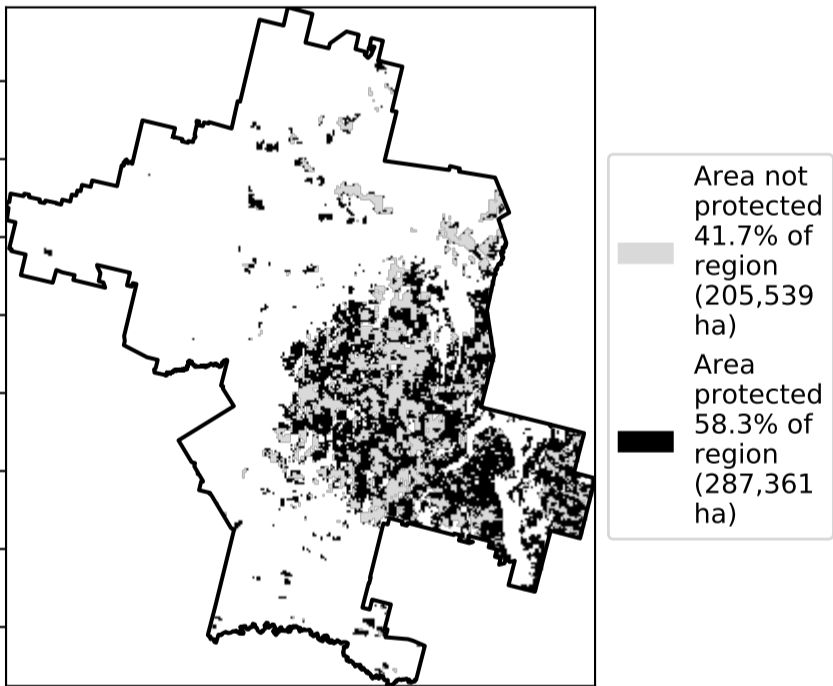 Area not
protected
41.7% of
region
(205,539
ha)
Area
protected
58.3% of
region
(287,361
ha)